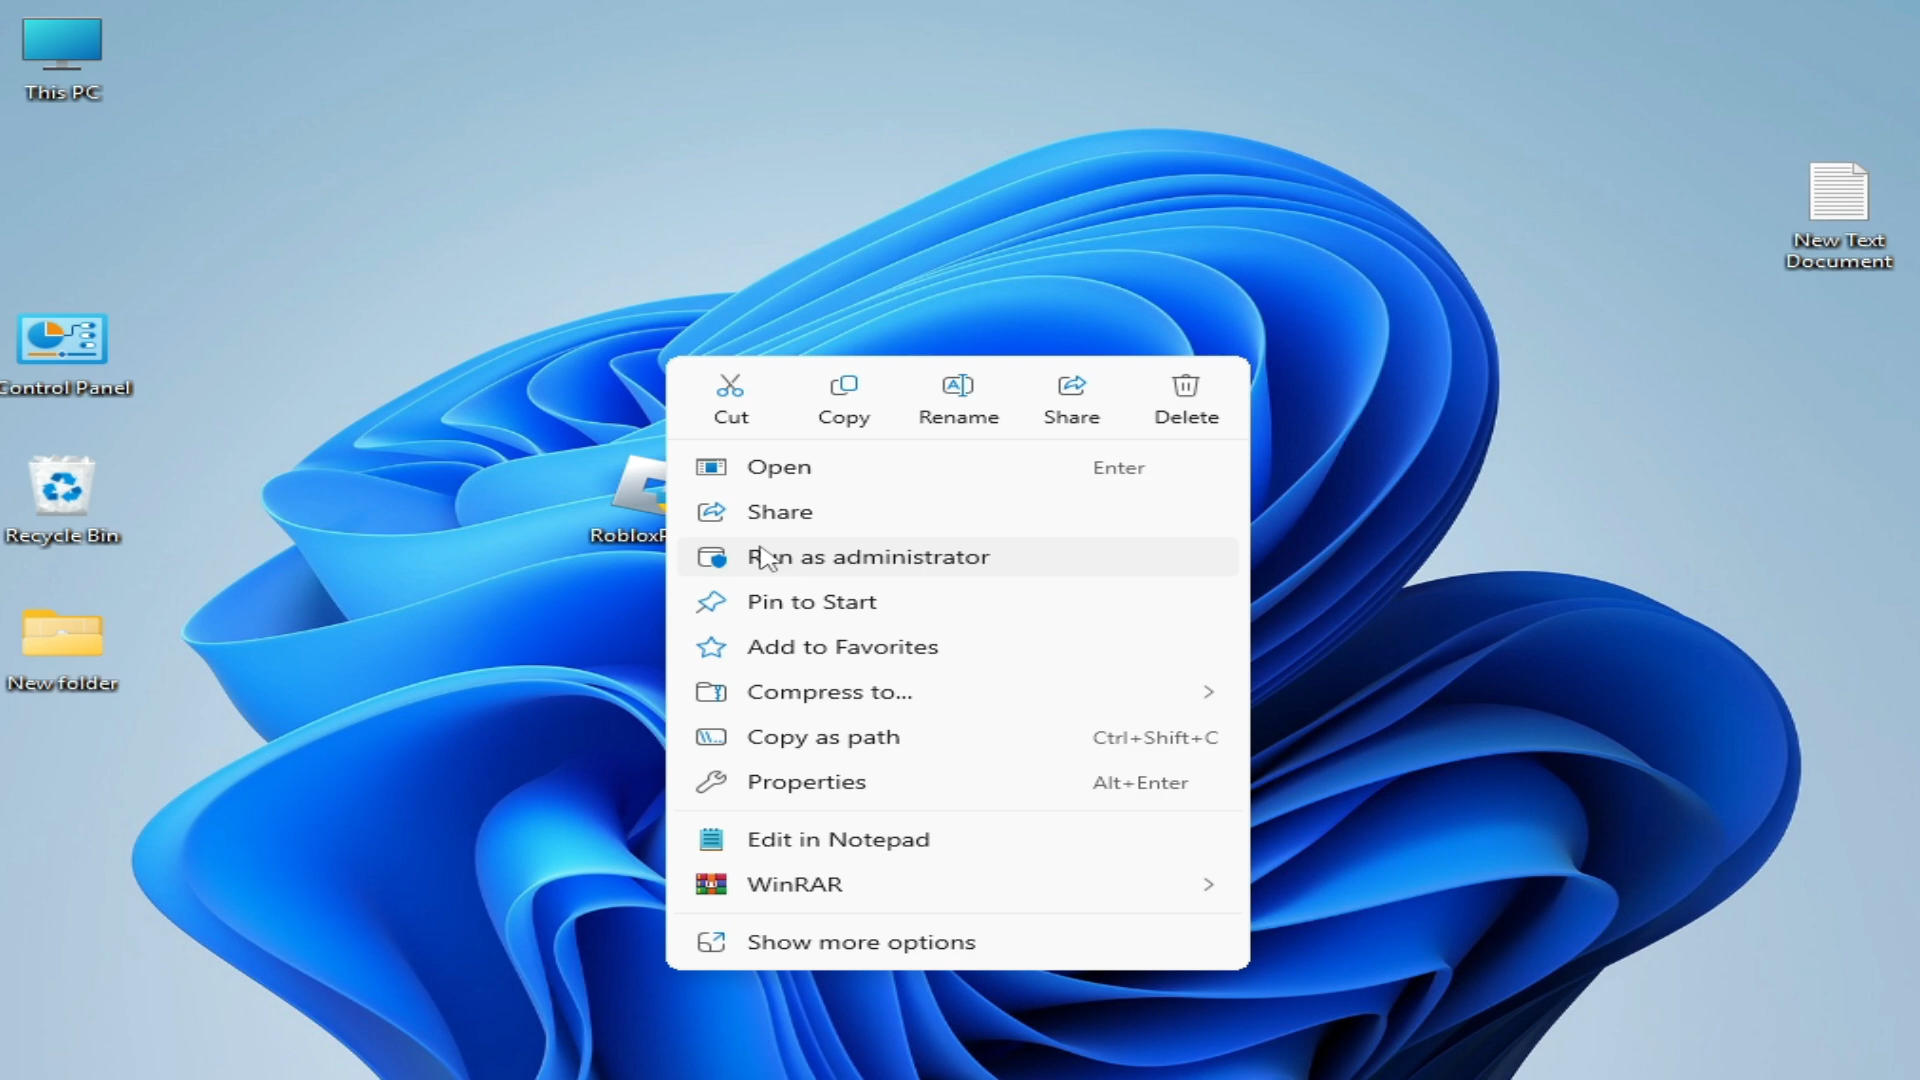 This PC
New Text
Document
Control Panel
Recycle Bin
New folder
Cut
Copy
Rename
Share
Delete
Open Enter
Share
Run as administrator
Pin to Start
Add to Favorites
Compress to...
Copy as path Ctrl+Shift+C
Properties Alt+Enter
Edit in Notepad
WinRAR
Show more options